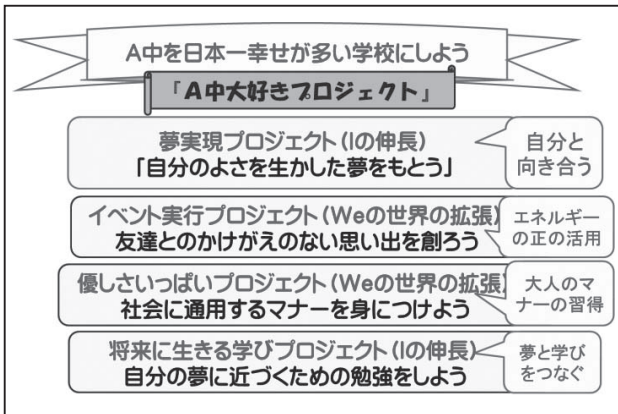 A中を日本一幸せが多い学校にしよう
『A中大好きプロジェクト』
夢実現プロジェクト(Iの伸長)
「自分のよさを生かした夢をもとう」
自分と
向き合う
イベント実行プロジェクト(Weの世界の拡張)
友達とのかけがえのない思い出を創ろう
エネルギー
の正の活用
優しさいっぱいプロジェクト(Weの世界の拡張)
社会に通用するマナーを身につけよう
大人のマ
ナーの習得
将来に生きる学びプロジェクト(Iの伸長)
自分の夢に近づくための勉強をしよう
夢と学び
をつなぐ